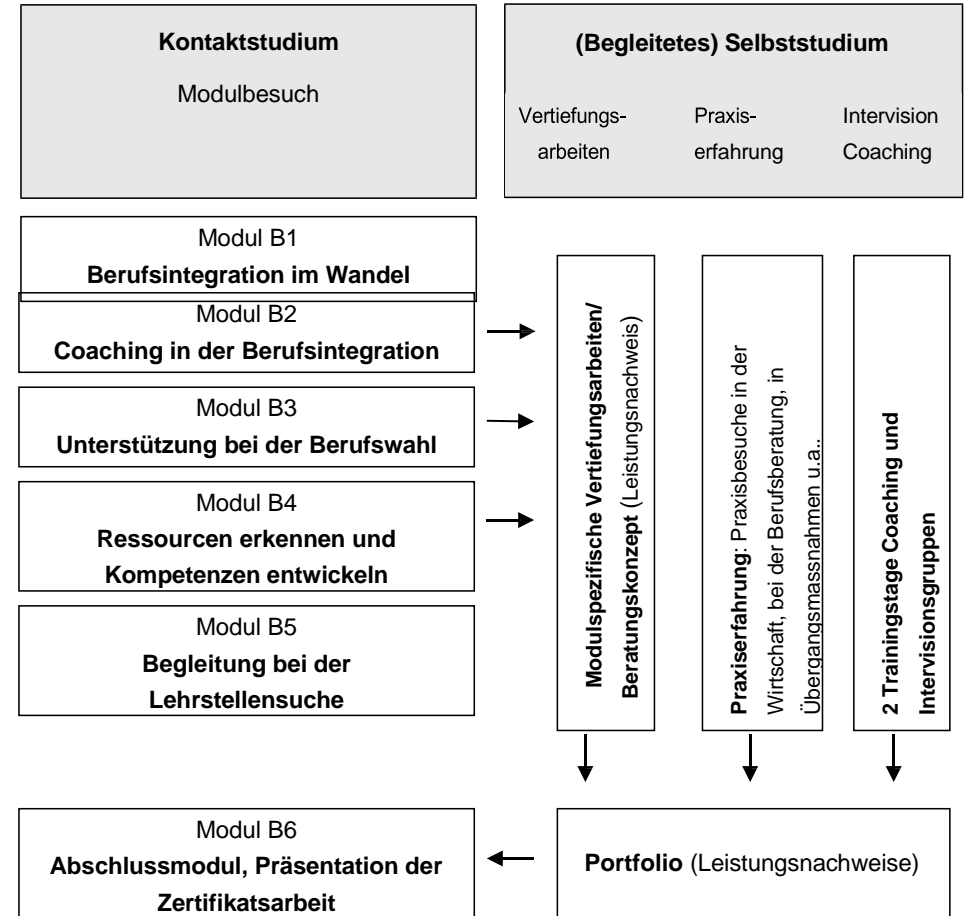 Kontaktstudium
Modulbesuch
(Begleitetes) Selbststudium
Vertiefungs-
arbeiten
Praxis-
erfahrung
Intervision
Coaching
Modul B1
Berufsintegration im Wandel
Modul B2
Coaching in der Berufsintegration
Modul B3
Unterstützung bei der Berufswahl
Modul B4
Ressourcen erkennen und
Kompetenzen entwickeln
Modul B5
Begleitung bei der
Lehrstellensuche
Modulspezifische Vertiefungsarbeiten/
Beratungskonzept (Leistungsnachweis)
Praxiserfahrung: Praxisbesuche in der
Wirtschaft, bei der Berufsberatung, in
Übergangsmassnahmen u.a..
2 Trainingstage Coaching und
Intervisionsgruppen
Modul B6
Abschlussmodul, Präsentation der
Zertifikatsarbeit
Portfolio (Leistungsnachweise)